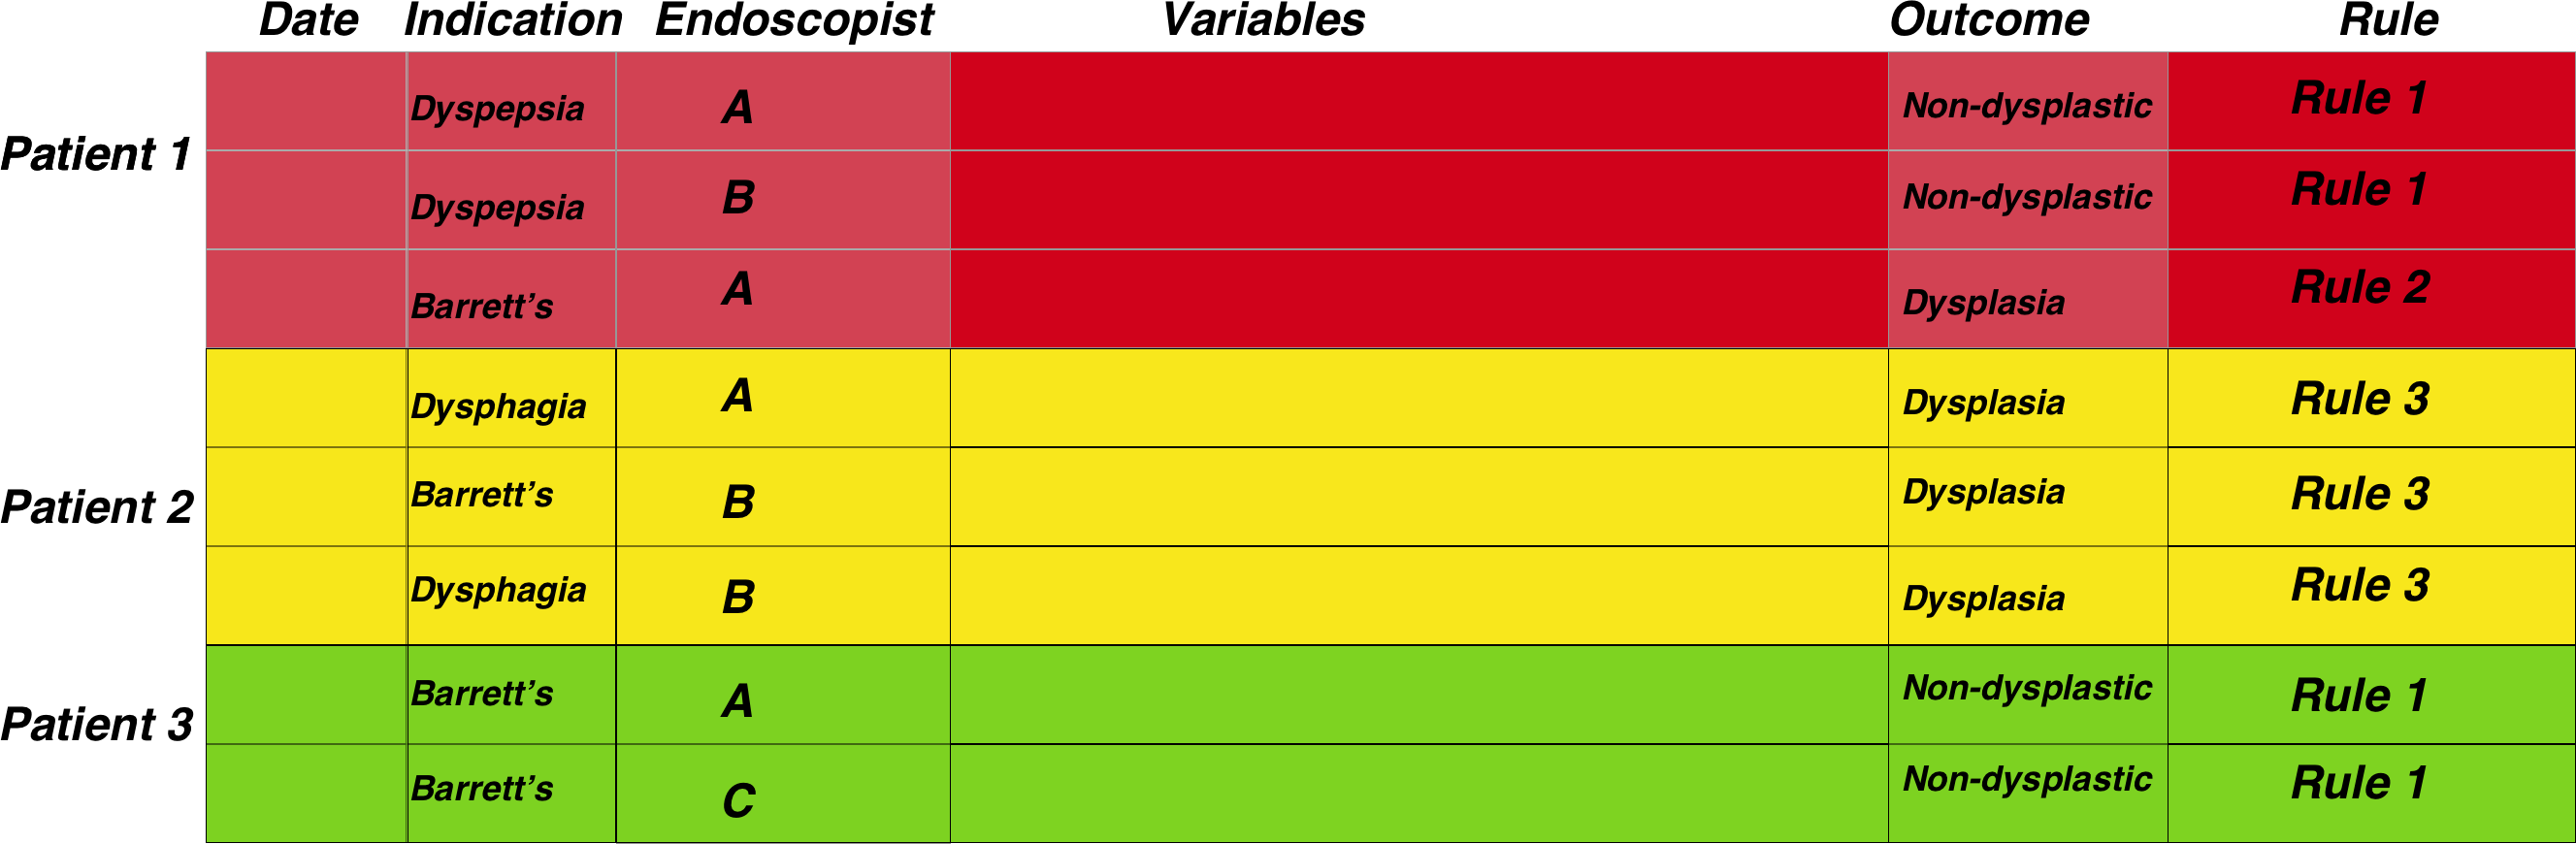 Date Indication Endoscopist Variables Outcome Rule
Patient 1
Dyspepsia A Non-dysplastic Rule 1
Dyspepsia B Non-dysplastic Rule 1
Barrett’s A Dysplasia Rule 2
Patient 2
Dysphagia A Dysplasia Rule 3
Barrett’s B Dysplasia Rule 3
Dysphagia B Dysplasia Rule 3
Patient 3
Barrett’s A Non-dysplastic Rule 1
Barrett’s C Non-dysplastic Rule 1